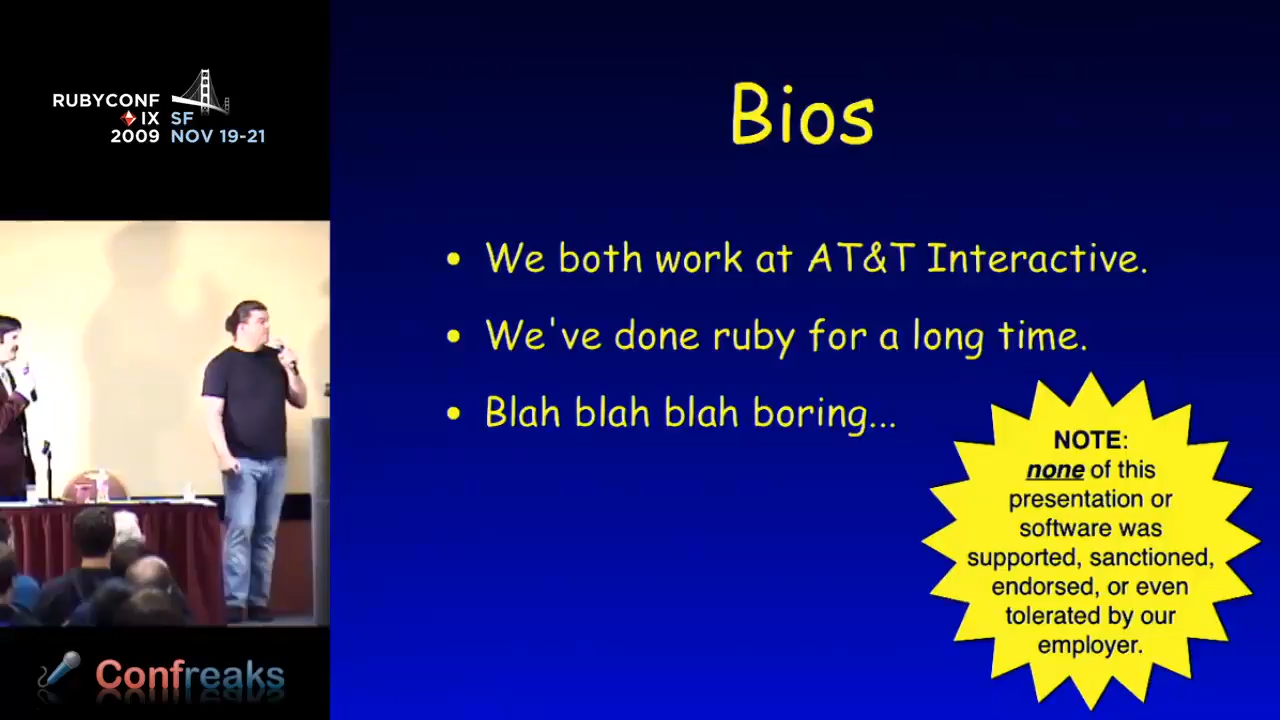 RUBYCONF
IX SF
2009 NOV 19-21
Bios
• We both work at AT&T Interactive.
• We've done ruby for a long time.
• Blah blah blah boring...
NOTE:
none of this
presentation or
software was
supported, sanctioned,
endorsed, or even
tolerated by our
employer.
Confreaks